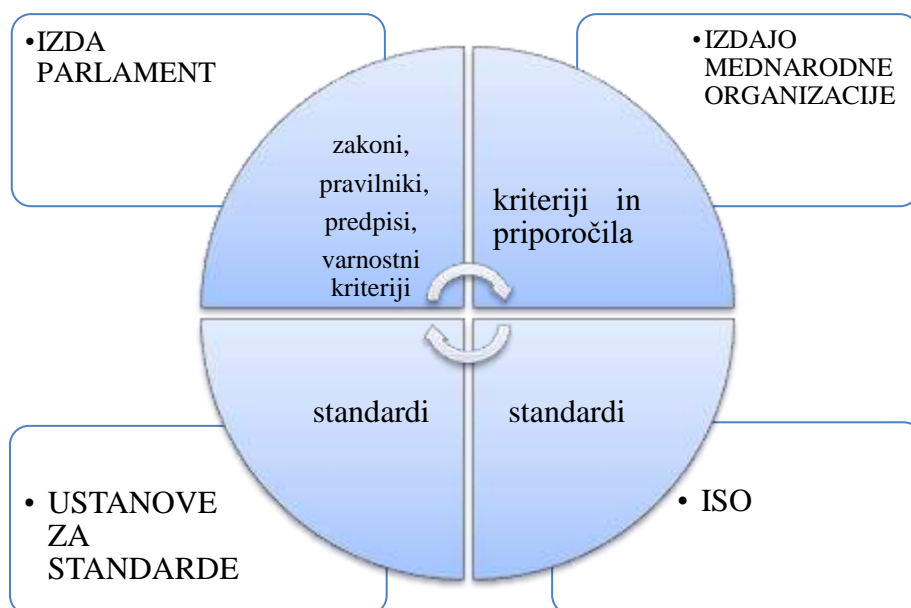 •IZDA
PARLAMENT
•IZDAJO
MEDNARODNE
ORGANIZACIJE
zakoni,
pravilniki,
predpisi,
varnostni
kriteriji
kriteriji in
priporočila
standardi
standardi
• USTANOVE
ZA
STANDARDE
• ISO